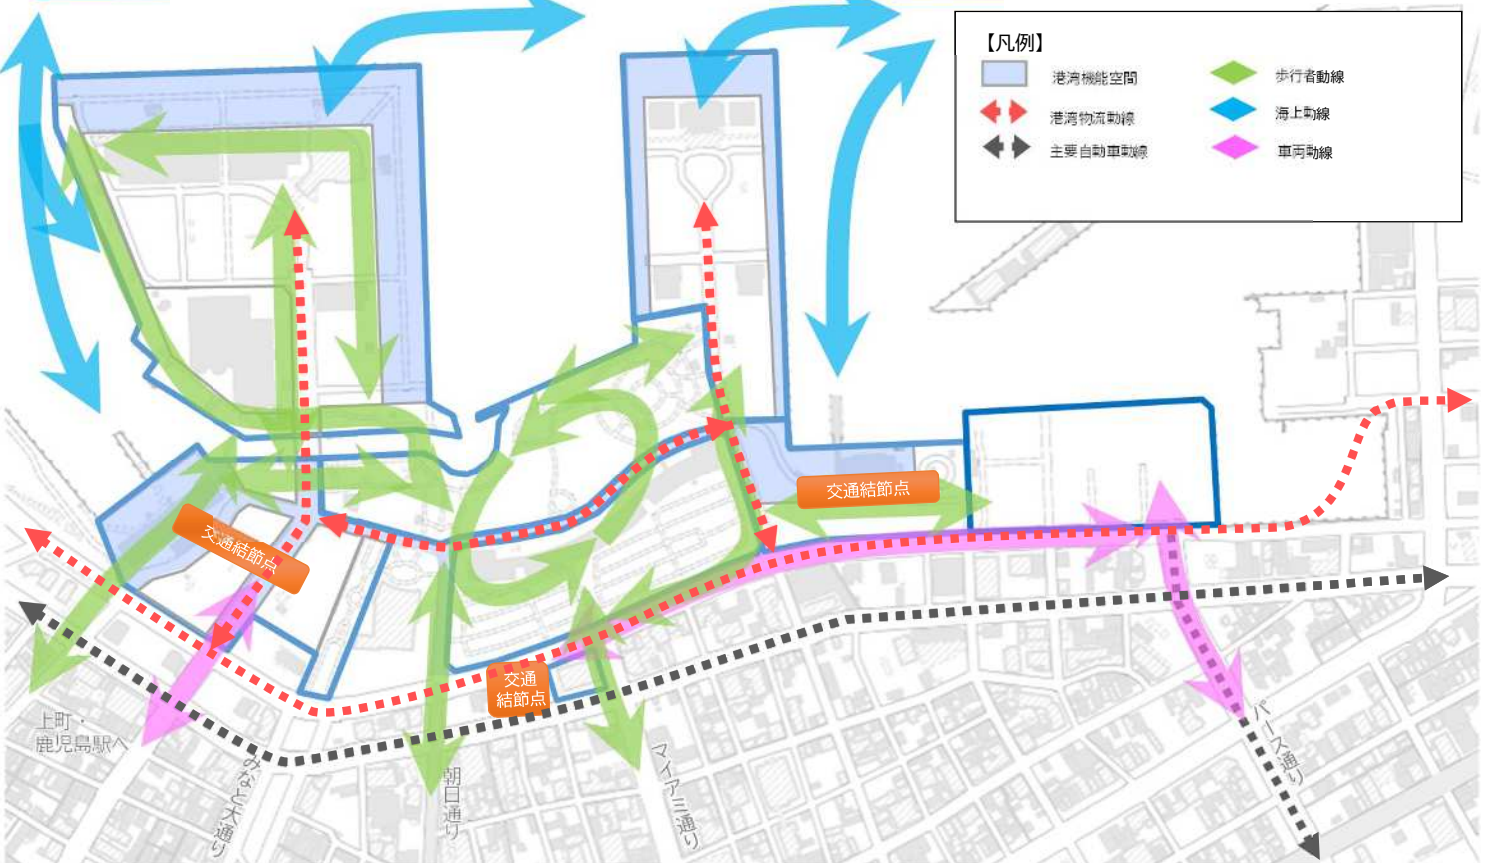 【凡例】
港湾機能空間
歩行者動線
港湾物流動線
海上動線
主要自動車動線
車両動線
交通結節点
交通結節点
交通
結節点
上町・
鹿児島駅へ
みなと大通り
朝日通り
マイアミ通り
パース通り